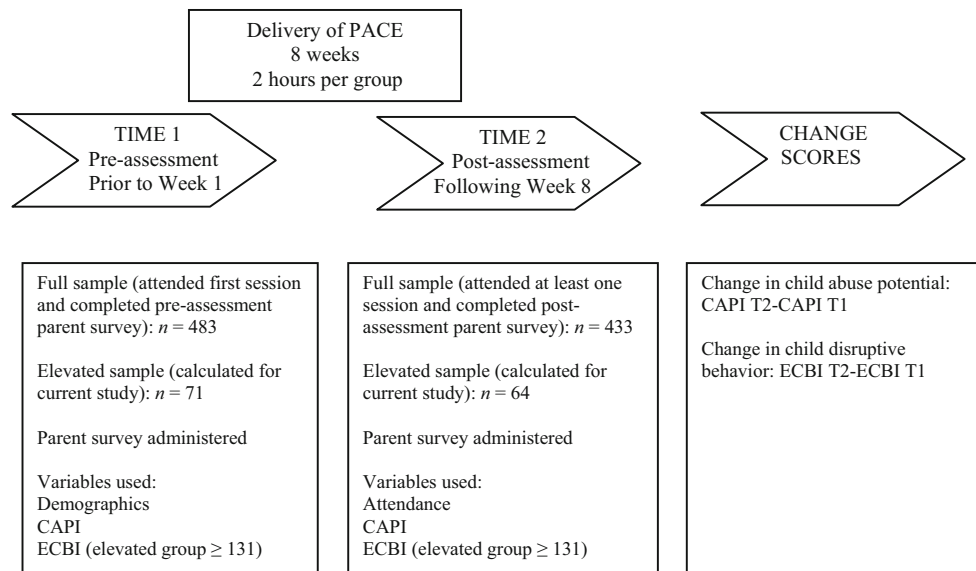 Delivery of PACE
8 weeks
2 hours per group
TIME 1
Pre-assessment
Prior to Week 1
TIME 2
Post-assessment
Following Week 8
CHANGE
SCORES
Full sample (attended first session
and completed pre-assessment
parent survey): n = 483
Elevated sample (calculated for
current study): n = 71
Parent survey administered
Variables used:
Demographics
CAPI
ECBI (elevated group ≥ 131)
Full sample (attended at least one
session and completed post-
assessment parent survey): n = 433
Elevated sample (calculated for
current study): n = 64
Parent survey administered
Variables used:
Attendance
CAPI
ECBI (elevated group ≥ 131)
Change in child abuse potential:
CAPI T2-CAPI T1
Change in child disruptive
behavior: ECBI T2-ECBI T1